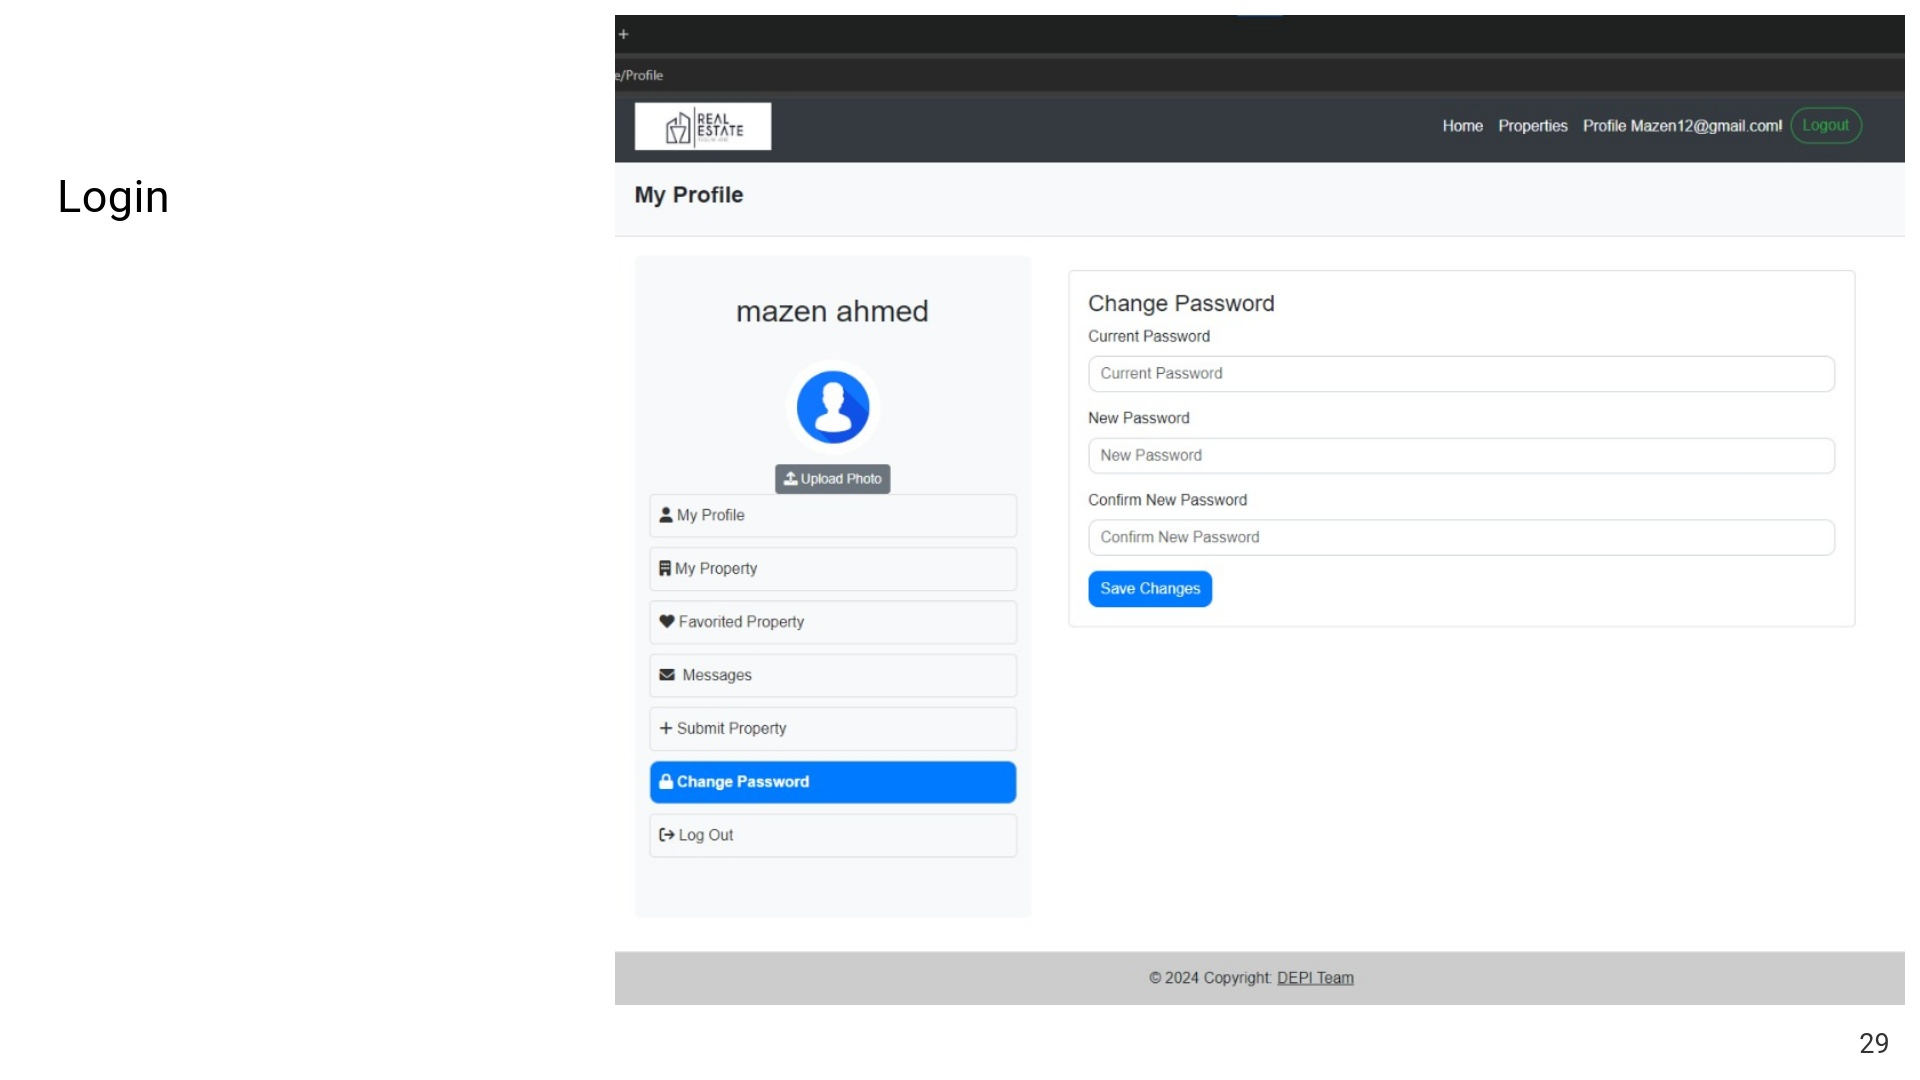 Login
+
e/Profile
REAL
ESTATE
Home Properties Profile Mazen12@gmail.com! Logout
My Profile
mazen ahmed
Upload Photo
My Profile
My Property
Favorited Property
Messages
+ Submit Property
Change Password
Log Out
Change Password
Current Password
Current Password
New Password
New Password
Confirm New Password
Confirm New Password
Save Changes
© 2024 Copyright: DEPI Team
29